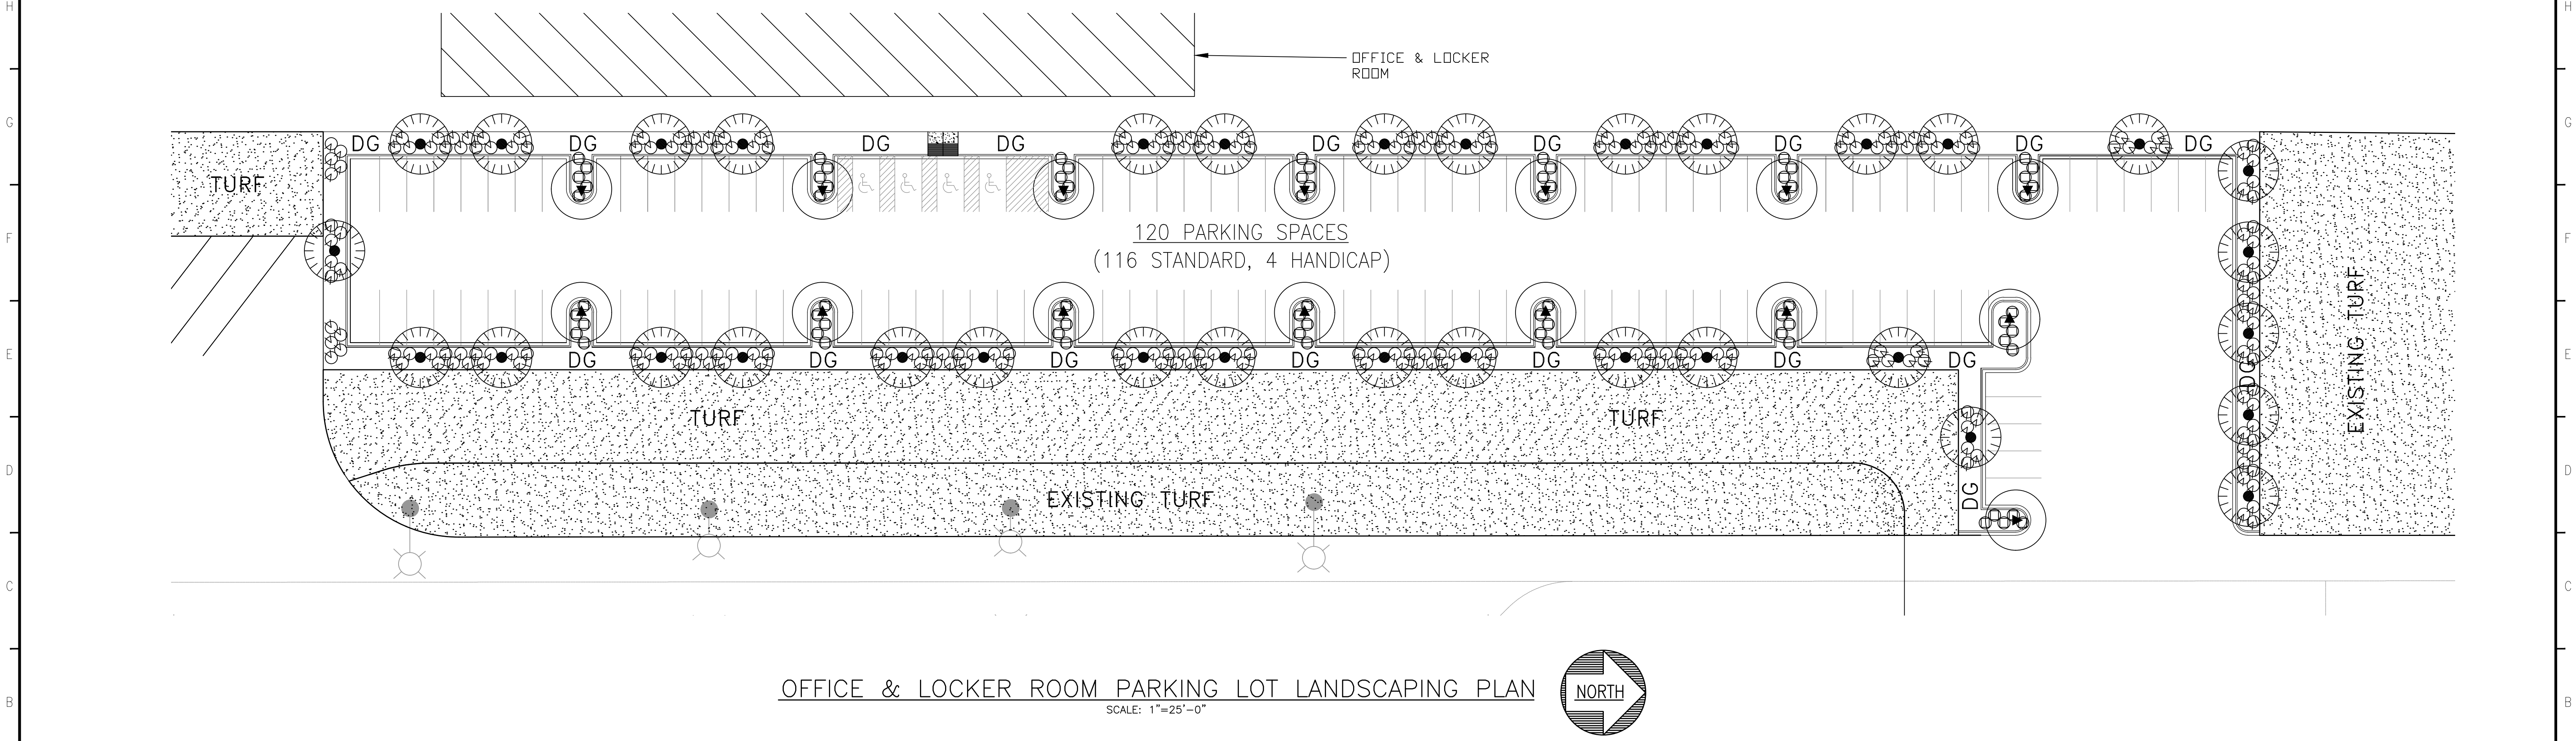 H
H
OFFICE & LOCKER
ROOM
G
G
DG DG DG DG DG DG DG DG DG
TURF
120 PARKING SPACES
(116 STANDARD, 4 HANDICAP)
F
F
EXISTING TURF
E
E
DG DG DG DG DG DG DG
DG
TURF
TURF
D
D
DG
EXISTING TURF
C
C
OFFICE & LOCKER ROOM PARKING LOT LANDSCAPING PLAN
SCALE: 1"=25'-0"
NORTH
B
B